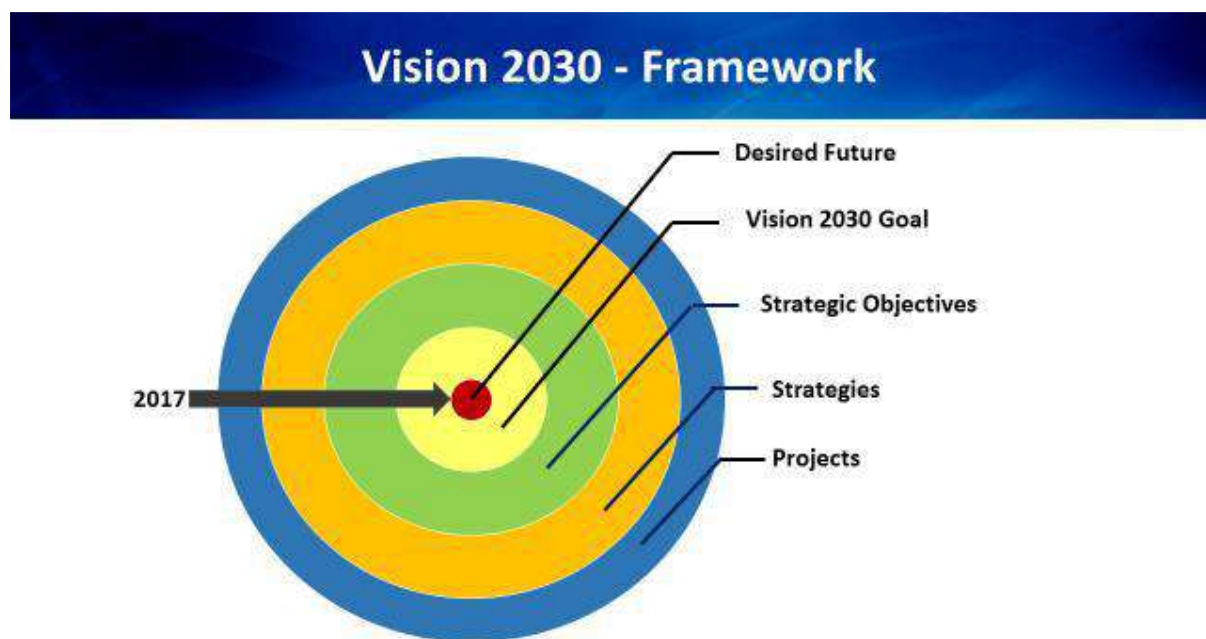 Vision 2030 - Framework
Desired Future
Vision 2030 Goal
Strategic Objectives
2017
Strategies
Projects